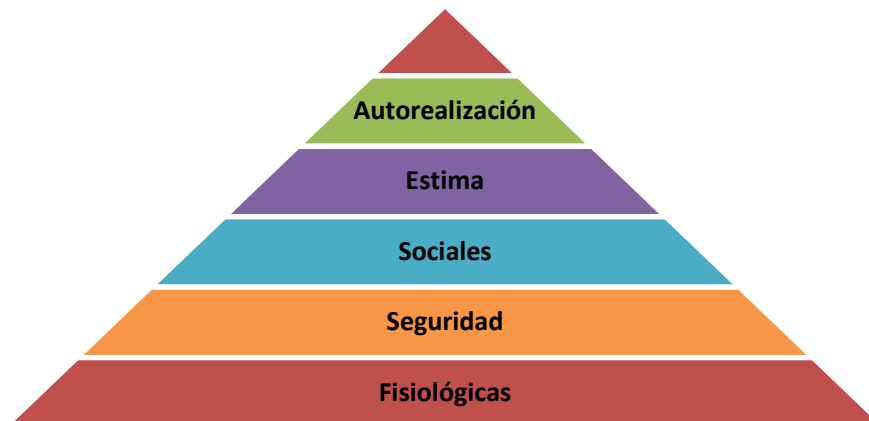 Autorealización
Estima
Sociales
Seguridad
Fisiológicas